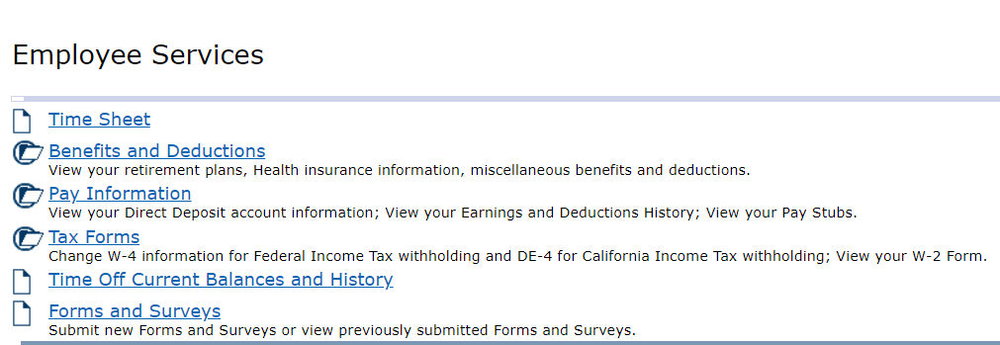 Employee Services
Time Sheet
Benefits and Deductions
View your retirement plans, Health insurance information, miscellaneous benefits and deductions.
Pay Information
View your Direct Deposit account information; View your Earnings and Deductions History; View your Pay Stubs.
Tax Forms
Change W-4 information for Federal Income Tax withholding and DE-4 for California Income Tax withholding; View your W-2 Form.
Time Off Current Balances and History
Forms and Surveys
Submit new Forms and Surveys or view previously submitted Forms and Surveys.